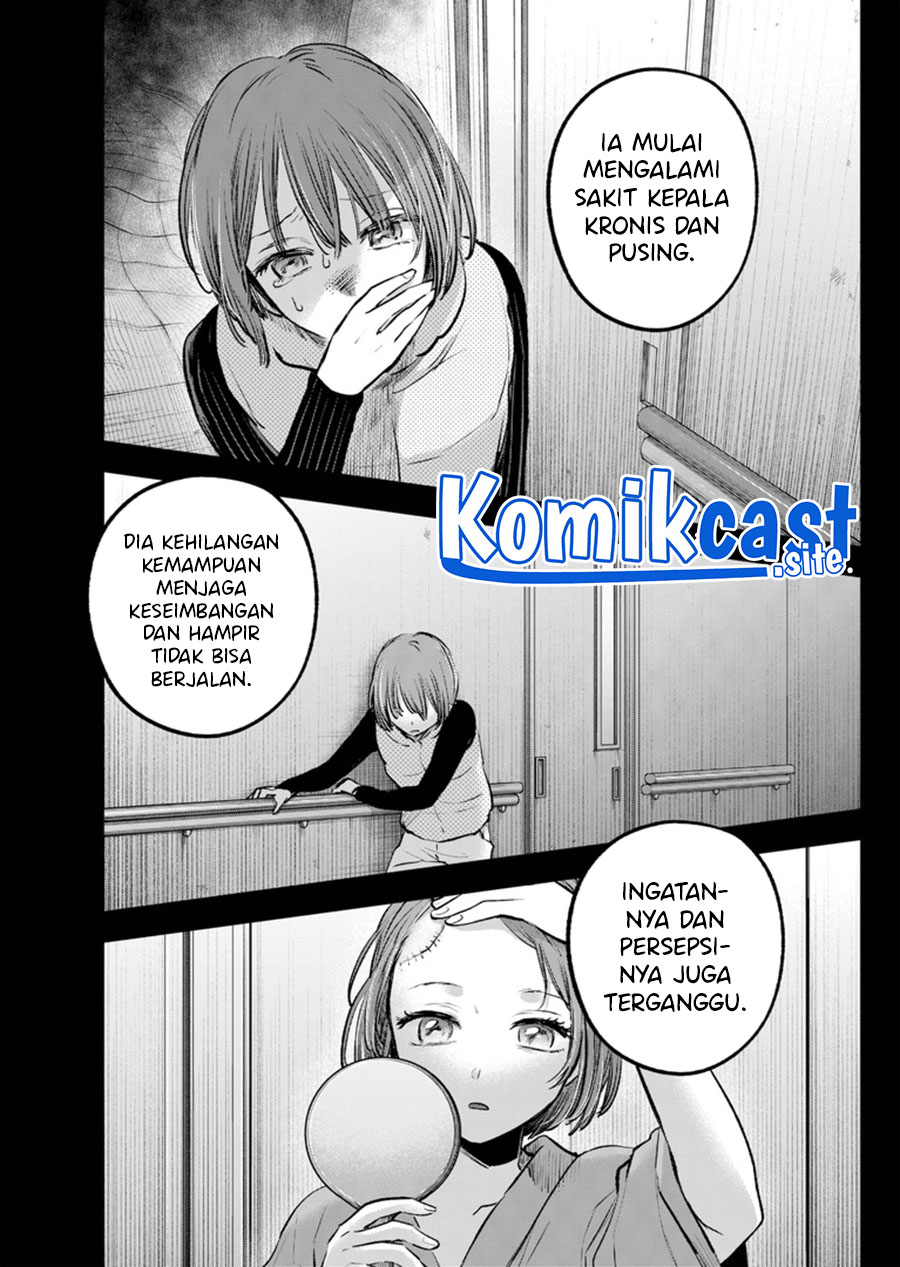 IA MULAI
MENGALAMI
SAKIT KEPALA
KRONIS DAN
PUSING.
Komikcast
.site.
DIA KEHILANGAN
KEMAMPUAN
MENJAGA
KESEIMBANGAN
DAN HAMPIR
TIDAK BISA
BERJALAN.
INGATAN-
NYA DAN
PERSEPSI-
NYA JUGA
TERGANGGU.